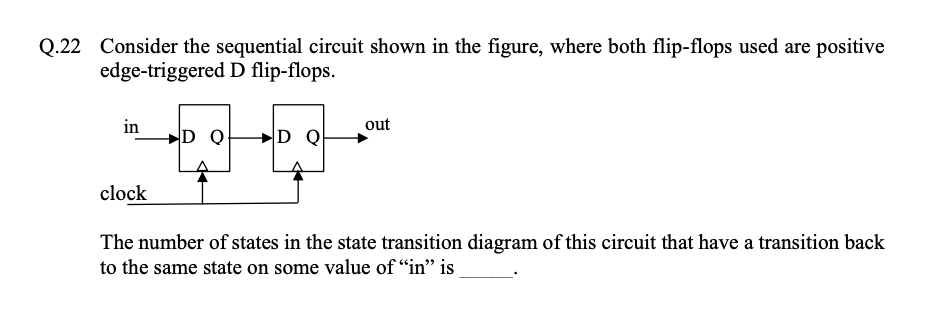 Q.22 Consider the sequential circuit shown in the figure, where both flip-flops used are positive
edge-triggered D flip-flops.
in
D Q
D Q
out
clock
The number of states in the state transition diagram of this circuit that have a transition back
to the same state on some value of “in” is _____.